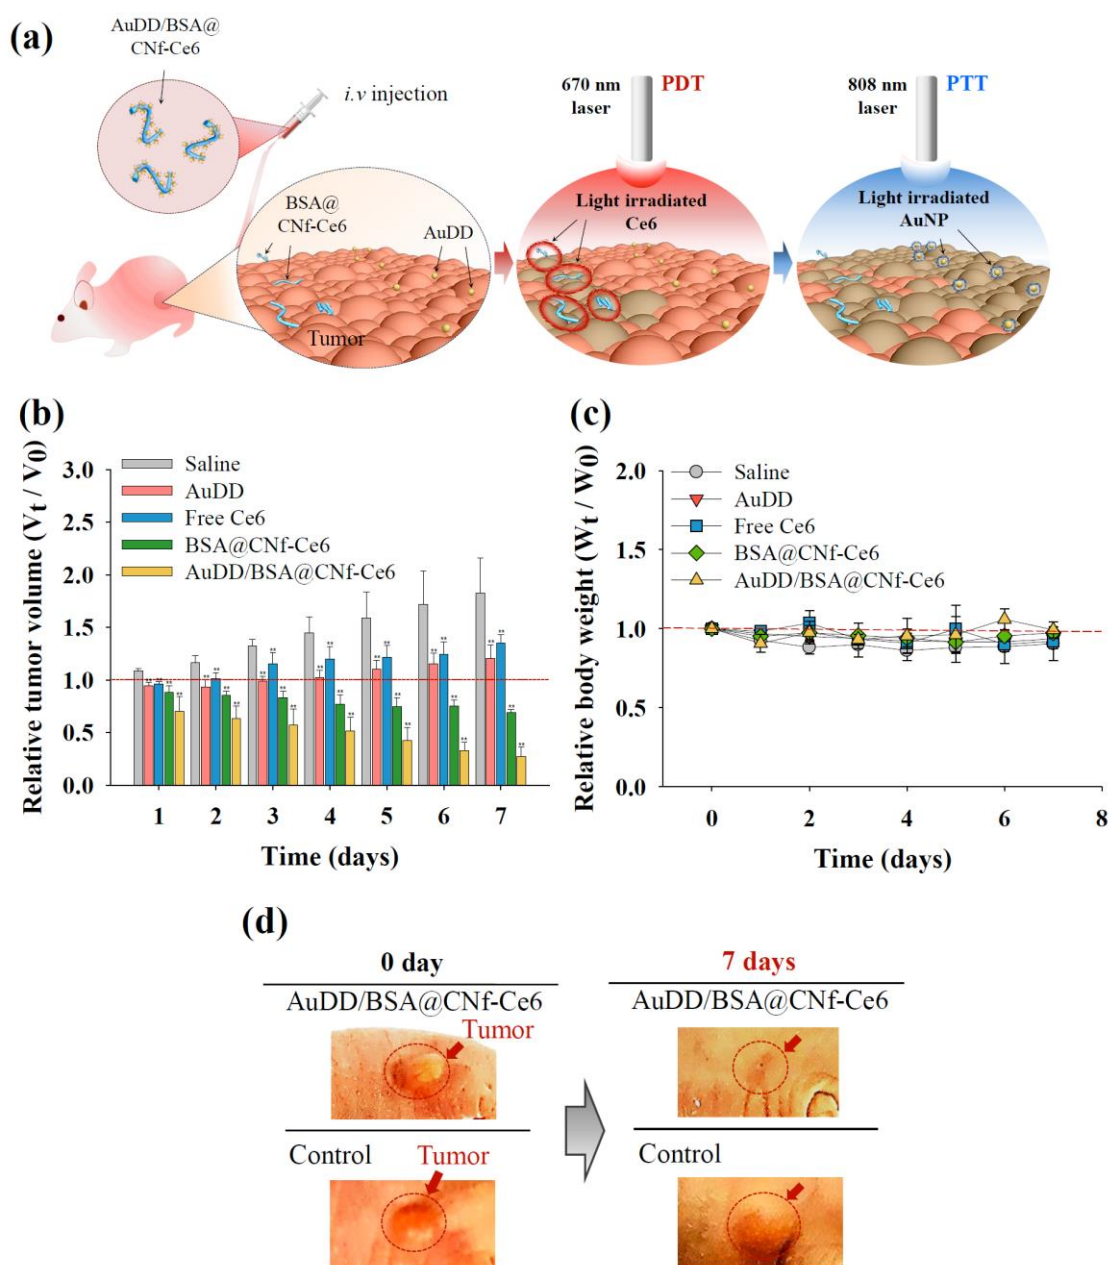 (a)
AuDD/BSA@
CNf-Ce6
i.v injection
BSA@
CNf-Ce6
AuDD
Tumor
670 nm
laser
PDT
Light irradiated
Ce6
808 nm
laser
PTT
Light irradiated
AuNP
(b)
Relative tumor volume (Vt / V0)
3.0
2.5
2.0
1.5
1.0
0.5
0.0
Saline
AuDD
Free Ce6
BSA@CNf-Ce6
AuDD/BSA@CNf-Ce6
** ** ** **
** ** ** **
** ** ** **
** ** ** **
** ** ** **
** ** ** **
** ** ** **
1 2 3 4 5 6 7
Time (days)
(c)
Relative body weight (Wt / W0)
2.0
1.5
1.0
0.5
0.0
Saline
AuDD
Free Ce6
BSA@CNf-Ce6
AuDD/BSA@CNf-Ce6
0 2 4 6 8
Time (days)
(d)
0 day
AuDD/BSA@CNf-Ce6
Tumor
Control
Tumor
7 days
AuDD/BSA@CNf-Ce6
Control